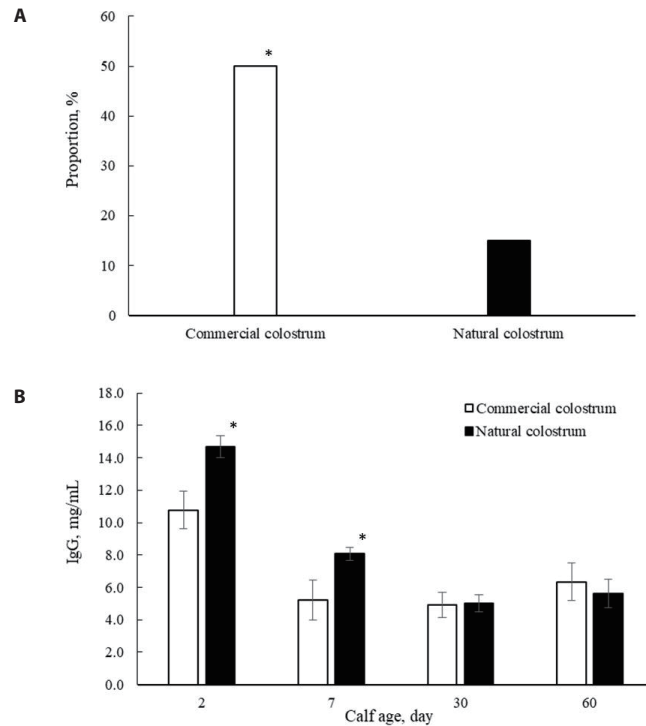 A
60
50
40
30
20
10
0
Proportion, %
*
Commercial colostrum
Natural colostrum
B
18.0
16.0
14.0
12.0
10.0
8.0
6.0
4.0
2.0
0.0
IgG, mg/mL
Commercial colostrum
Natural colostrum
*
*
2
7
30
60
Calf age, day